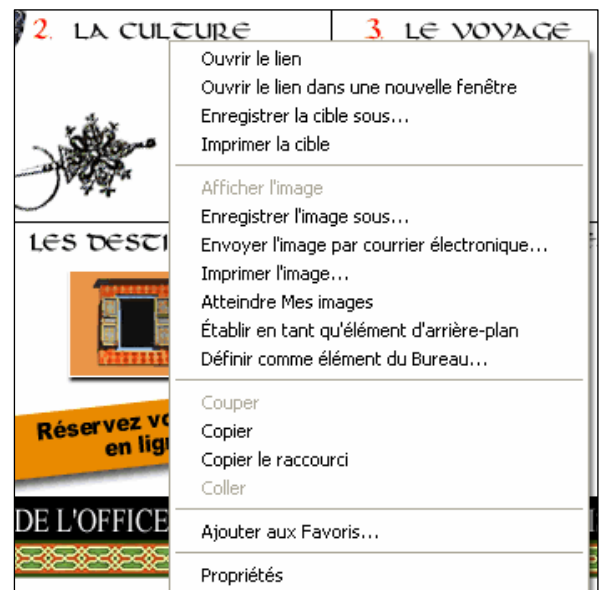 2. LA CULTURE
3. LE VOYAGE
Ouvrir le lien
Ouvrir le lien dans une nouvelle fenêtre
Enregistrer la cible sous...
Imprimer la cible
Afficher l'image
Enregistrer l'image sous...
Envoyer l'image par courrier électronique...
Imprimer l'image...
Atteindre Mes images
Établir en tant qu'élément d'arrière-plan
Définir comme élément du Bureau...
Couper
Copier
Copier le raccourci
Coller
Ajouter aux Favoris...
Propriétés
LES DESTI
Réservez vo
en lig
DE L'OFFICE